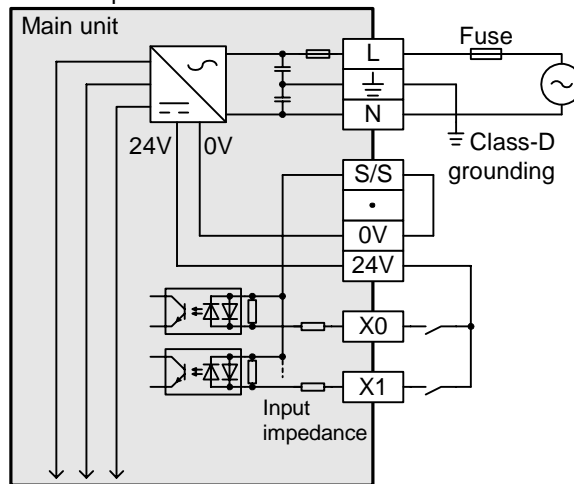 Main unit
L
Fuse
N
24V 0V
Class-D
grounding
S/S
•
0V
24V
X0
X1
Input
impedance